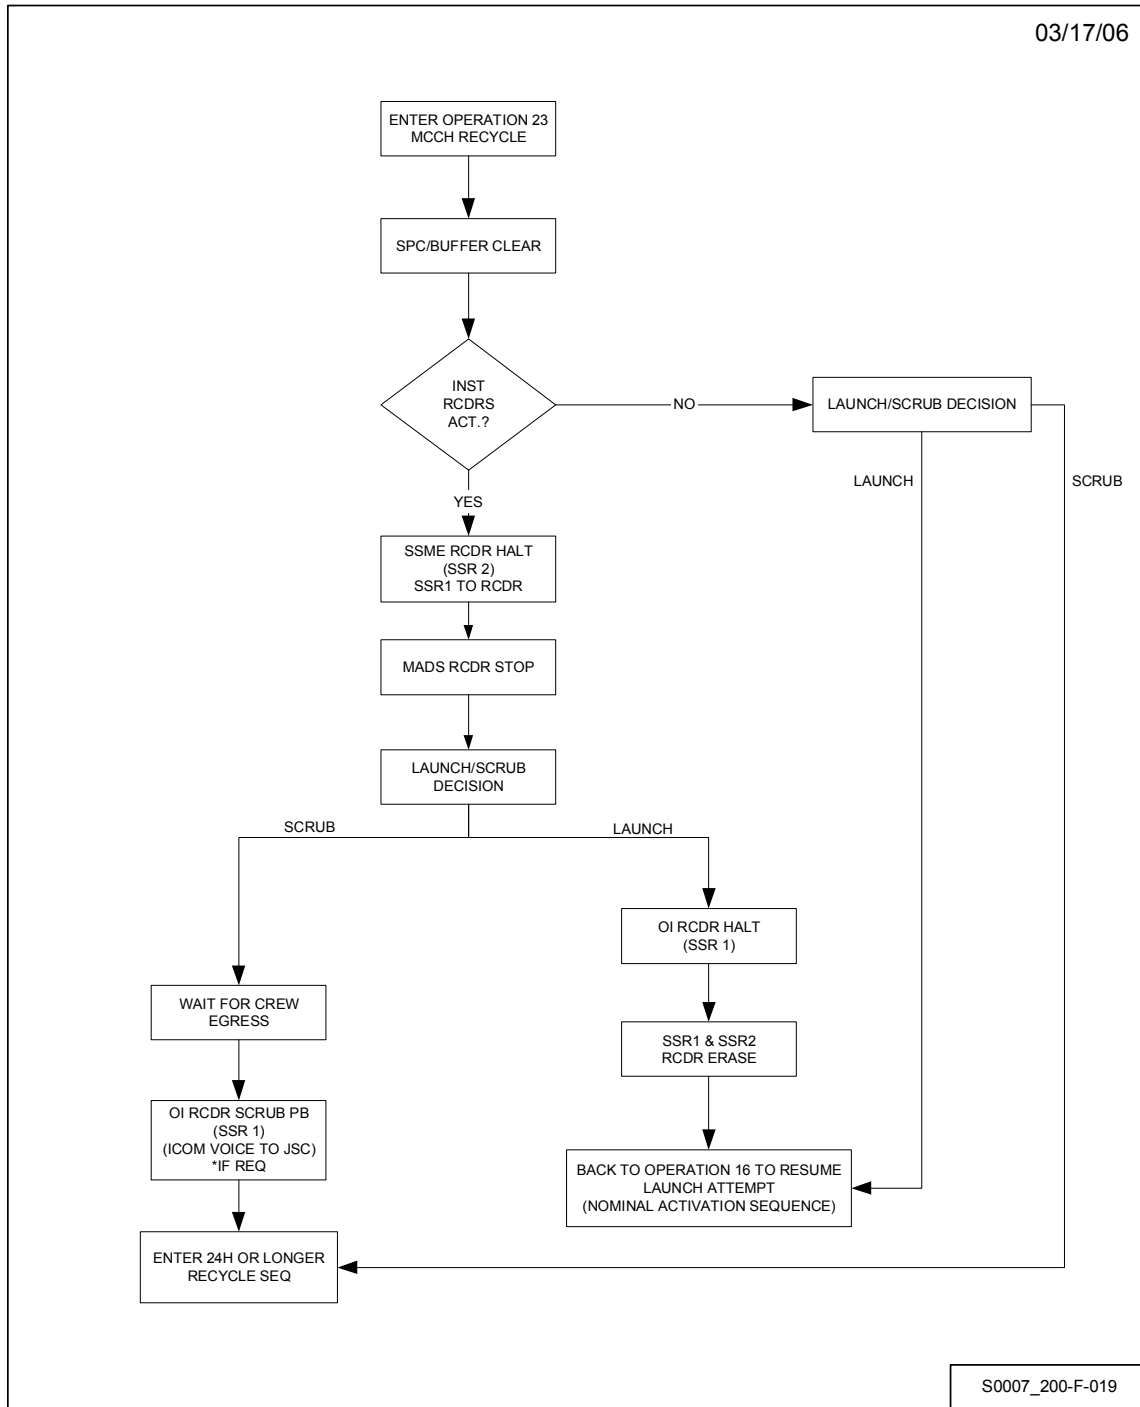 03/17/06
ENTER OPERATION 23
MCCH RECYCLE
SPC/BUFFER CLEAR
INST
RCDRS
ACT.?
NO
LAUNCH/SCRUB DECISION
LAUNCH
SCRUB
YES
SSME RCDR HALT
(SSR 2)
SSR1 TO RCDR
MADS RCDR STOP
LAUNCH/SCRUB
DECISION
SCRUB
LAUNCH
OI RCDR HALT
(SSR 1)
WAIT FOR CREW
EGRESS
SSR1 & SSR2
RCDR ERASE
OI RCDR SCRUB PB
(SSR 1)
(ICOM VOICE TO JSC)
*IF REQ
BACK TO OPERATION 16 TO RESUME
LAUNCH ATTEMPT
(NOMINAL ACTIVATION SEQUENCE)
ENTER 24H OR LONGER
RECYCLE SEQ
S0007_200-F-019